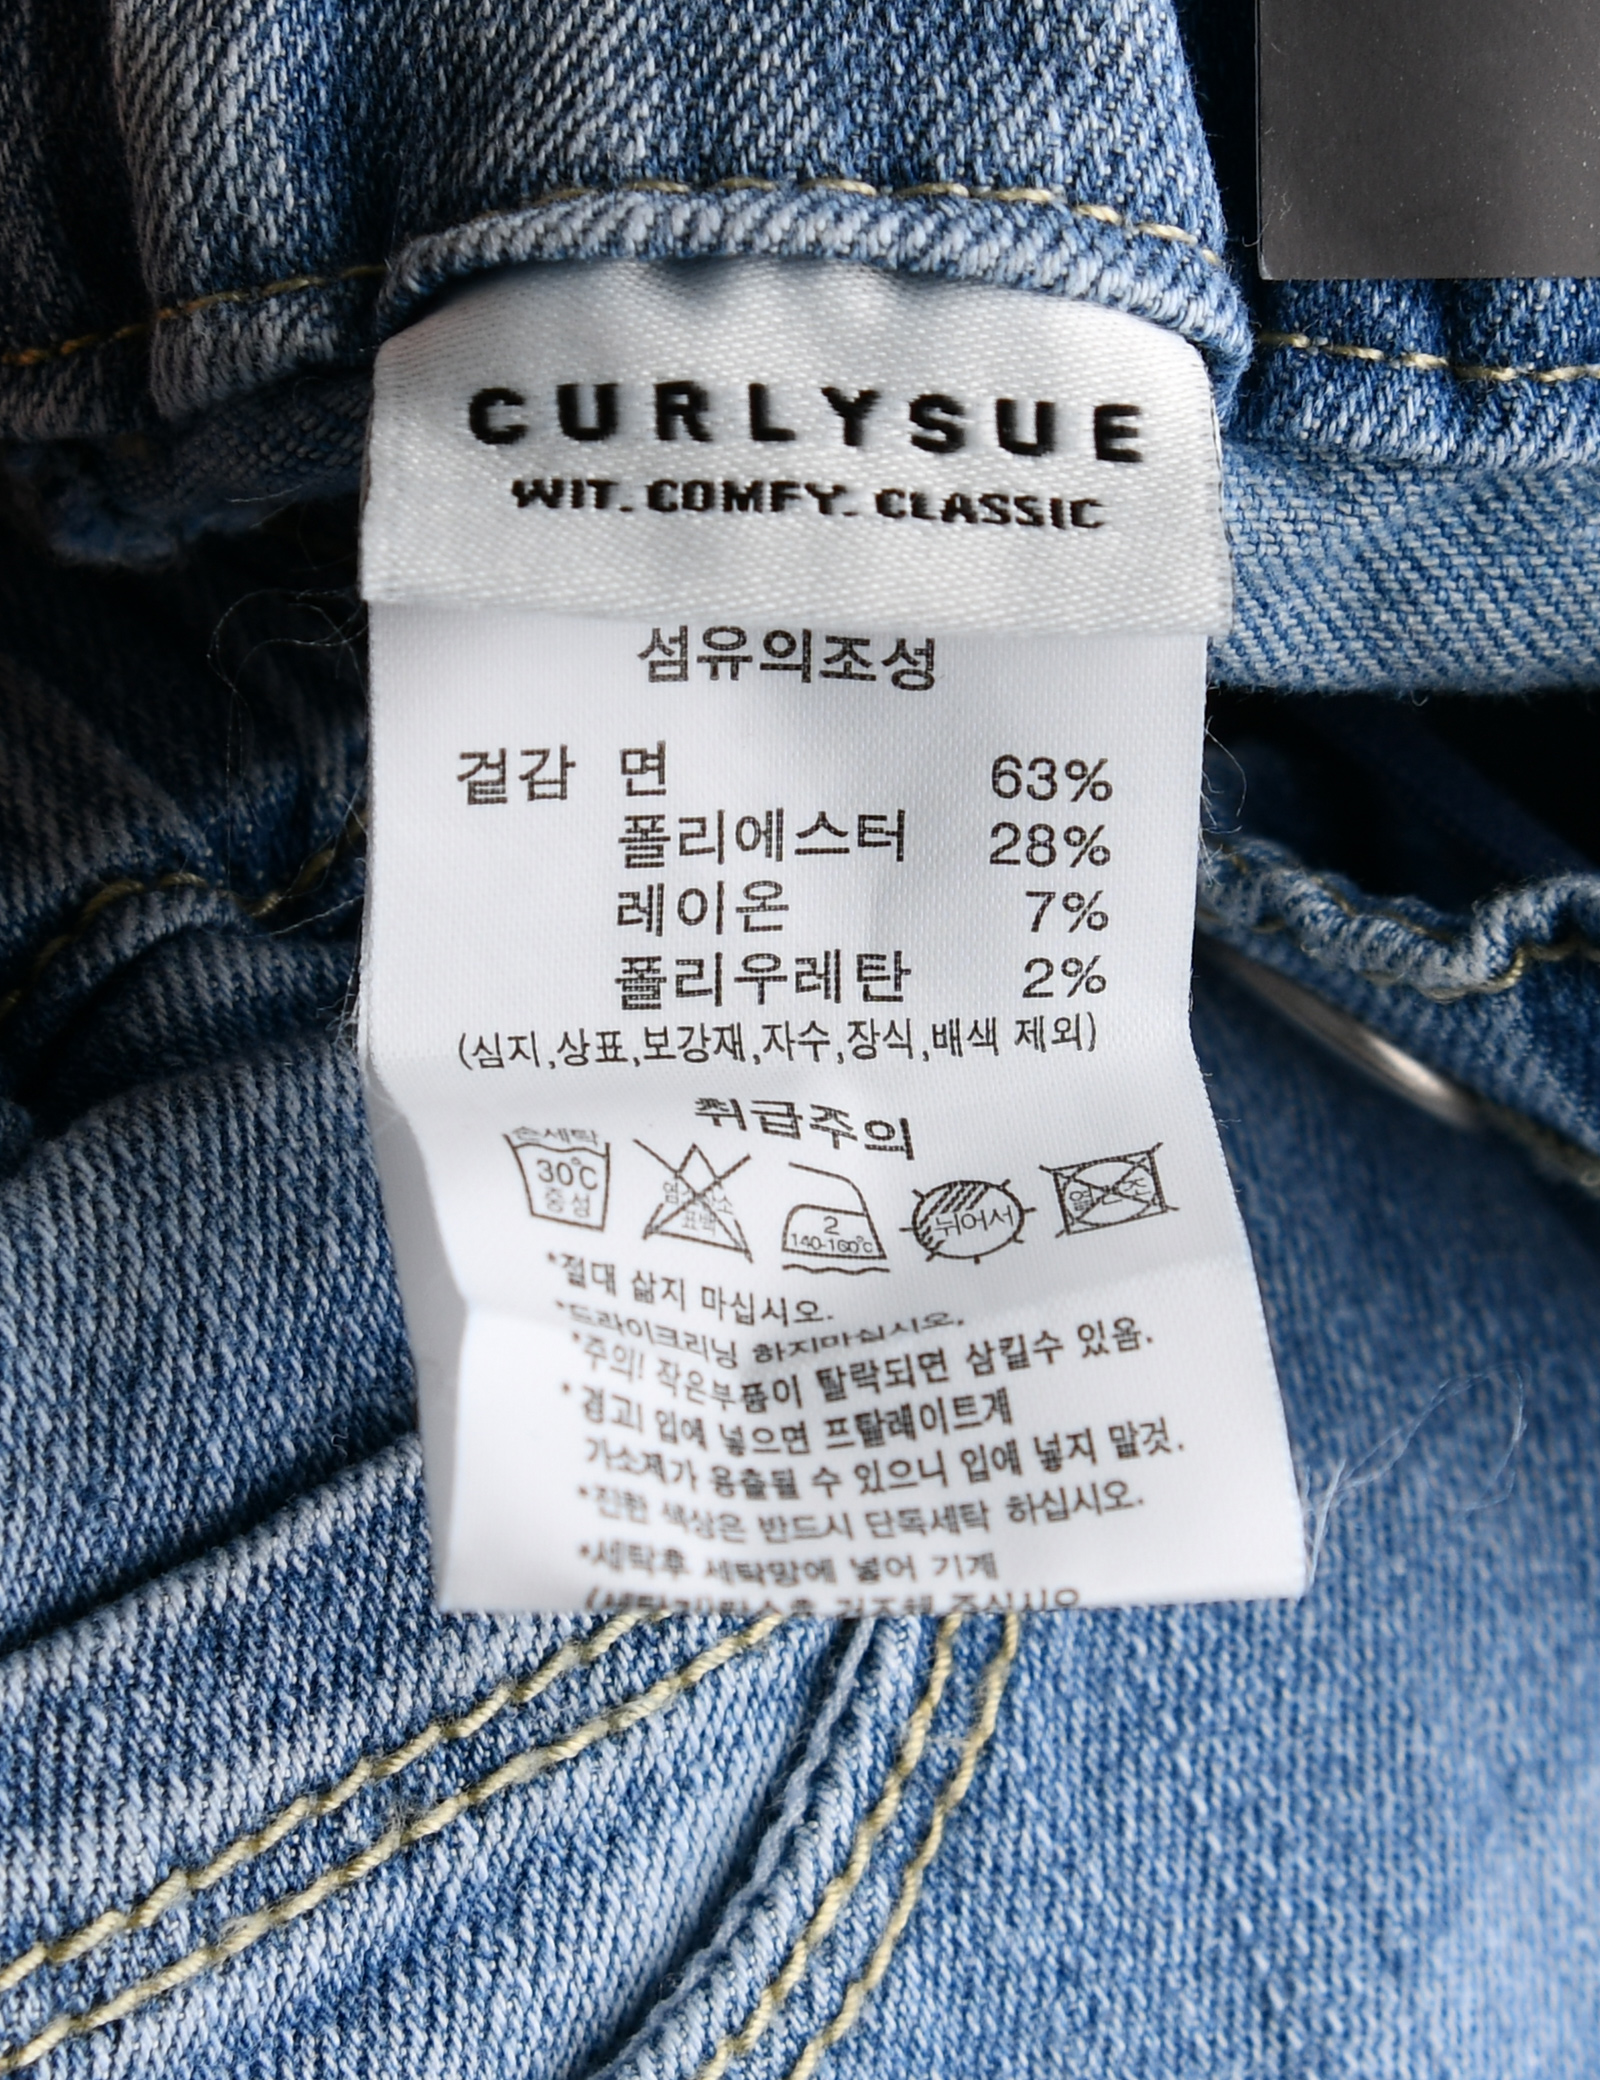 CURLYSUE
WIT. COMFY. CLASSIC
섬유의조성
겉감 면 63%
폴리에스터 28%
레이온 7%
폴리우레탄 2%
(심지,상표,보강재,자수,장식,배색 제외)
취급주의
손세탁
30℃
중성
염소
표백
2
140-160℃
뉘어서
*절대 삶지 마십시오.
*드라이크리닝 하지마십시오.
*주의! 작은부품이 탈락되면 삼킬수 있음.
*경고! 입에 넣으면 프탈레이트계
가소제가 용출될 수 있으니 입에 넣지 말것.
*진한 색상은 반드시 단독세탁 하십시오.
*세탁후 세탁망에 넣어 기계